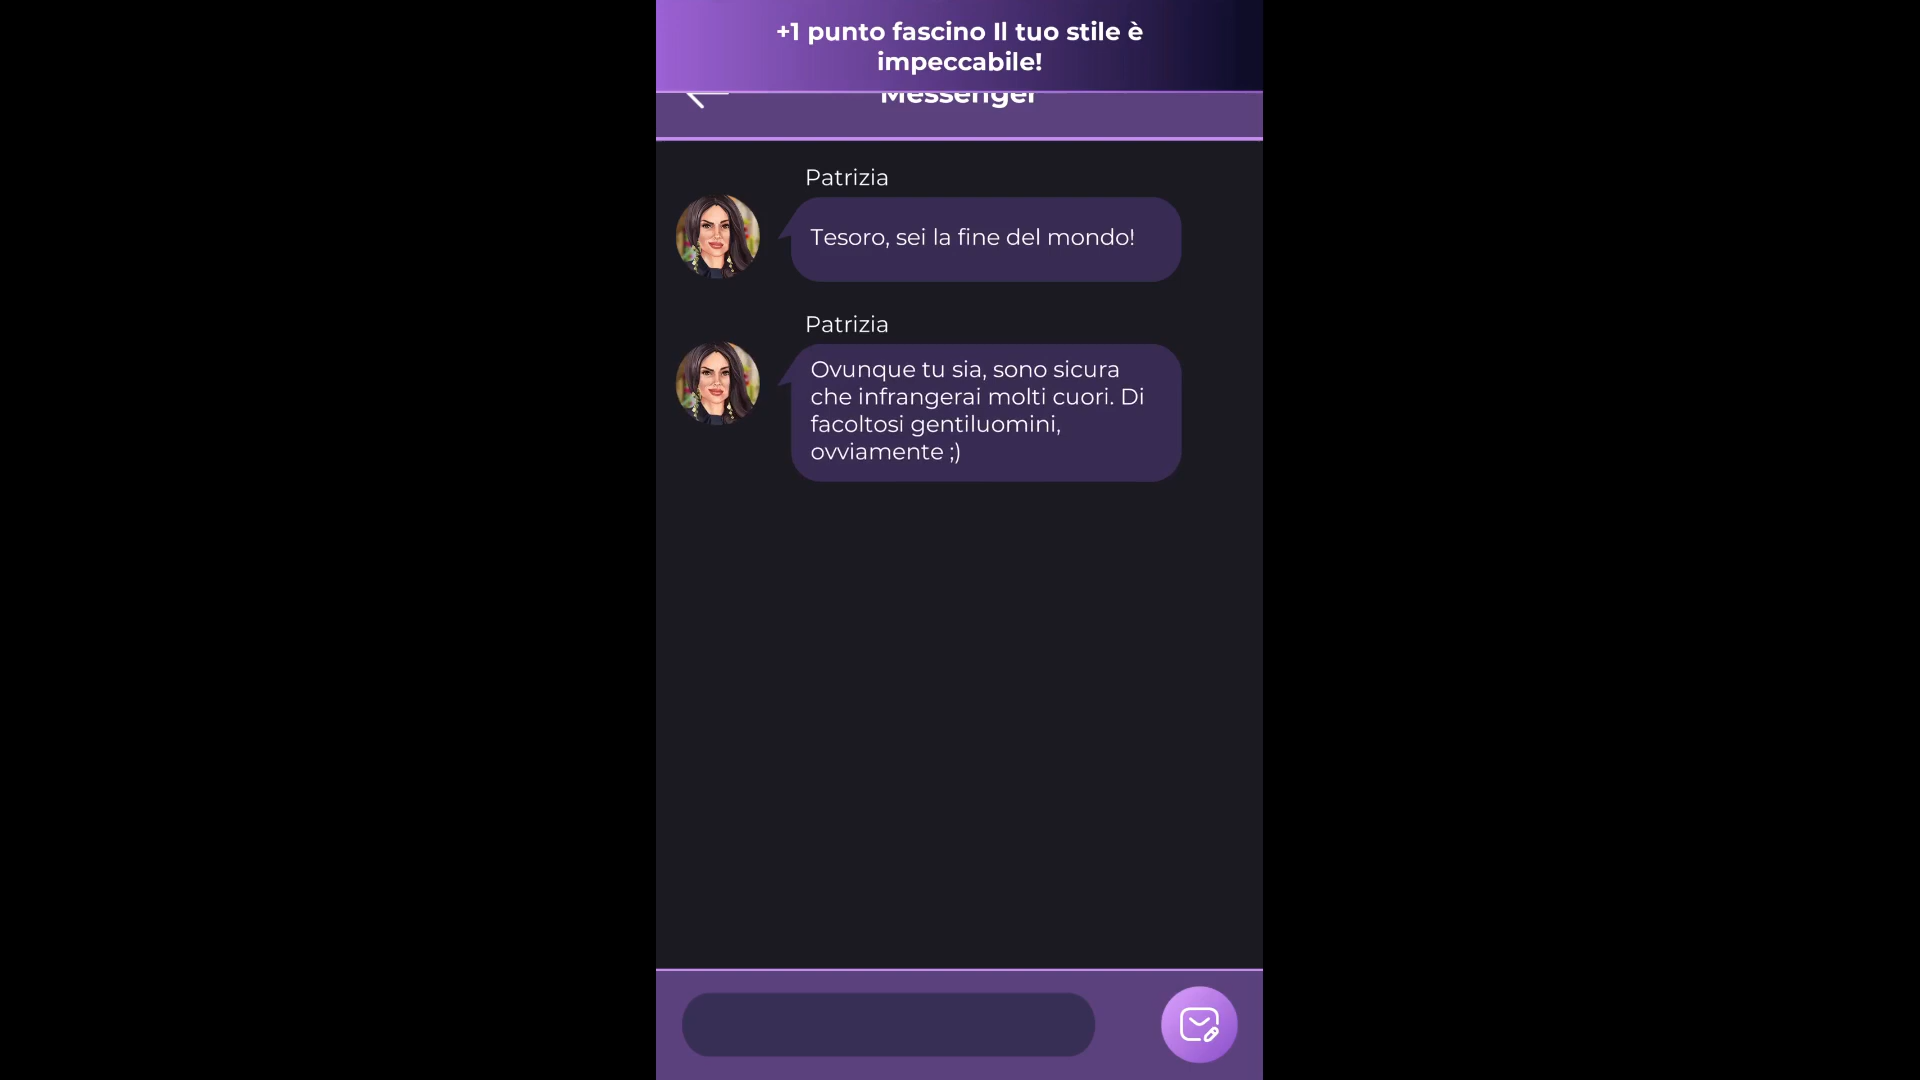 +1 punto fascino Il tuo stile è
impeccabile!
Messenger
Patrizia
Tesoro, sei la fine del mondo!
Patrizia
Ovunque tu sia, sono sicura
che infrangerai molti cuori. Di
facoltosi gentiluomini,
ovviamente ;)